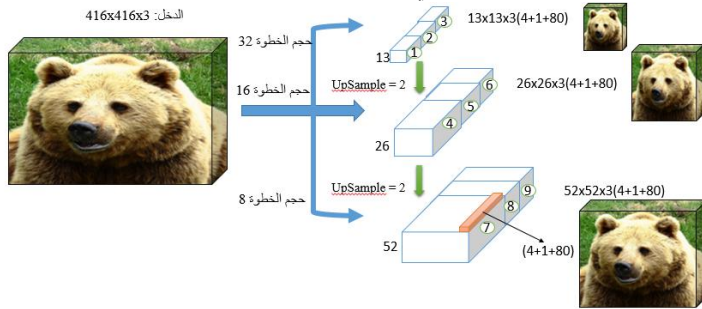 الدخل: 416x416x3
حجم الخطوة 32
حجم الخطوة 16
حجم الخطوة 8
13
1
2
3
13x13x3(4+1+80)
UpSample = 2
26
4
5
6
26x26x3(4+1+80)
UpSample = 2
52
7
8
9
52x52x3(4+1+80)
(4+1+80)